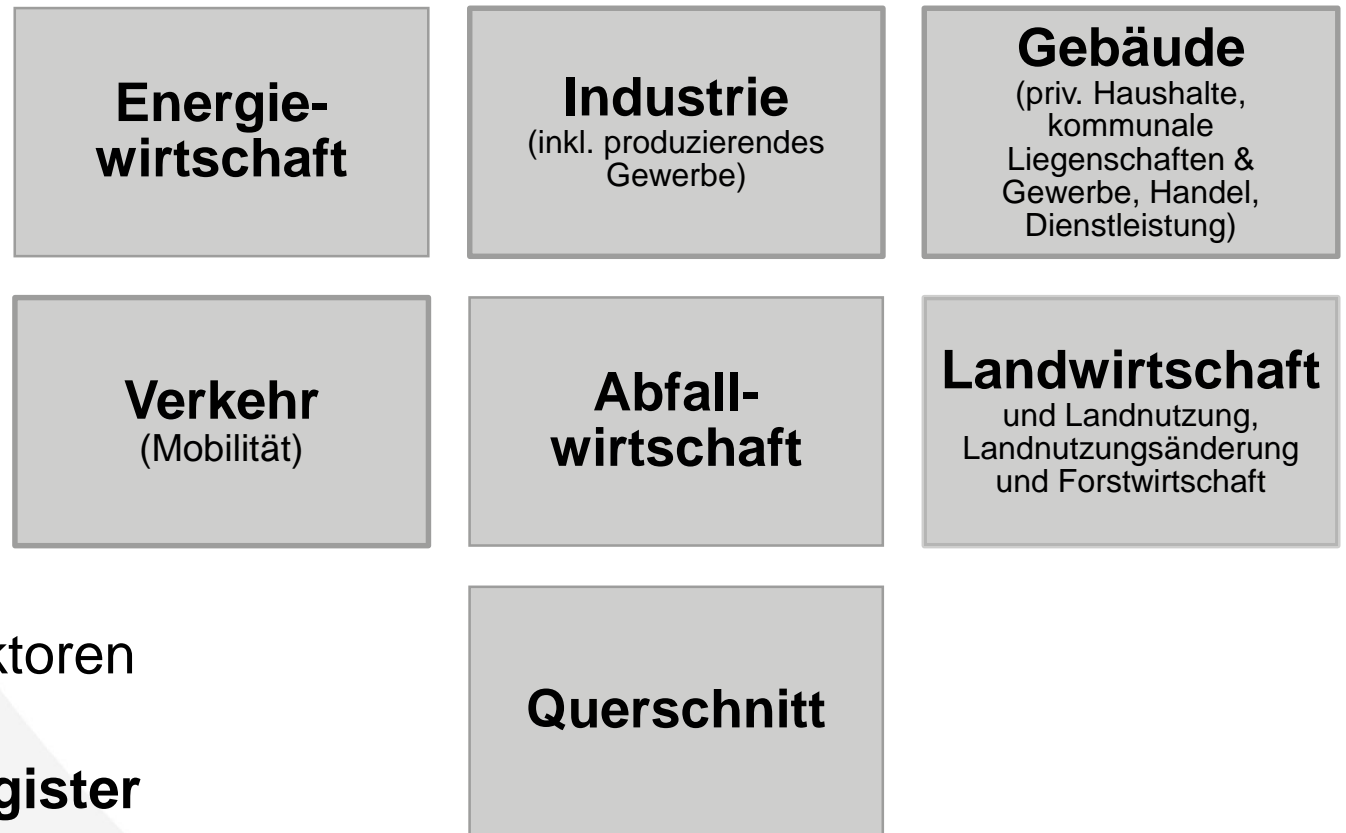 Energie-
wirtschaft
Industrie
(inkl. produzierendes
Gewerbe)
Gebäude
(priv. Haushalte,
kommunale
Liegenschaften &
Gewerbe, Handel,
Dienstleistung)
Verkehr
(Mobilität)
Abfall-
wirtschaft
Landwirtschaft
und Landnutzung,
Landnutzungsänderung
und Forstwirtschaft
ktoren
Querschnitt
gister